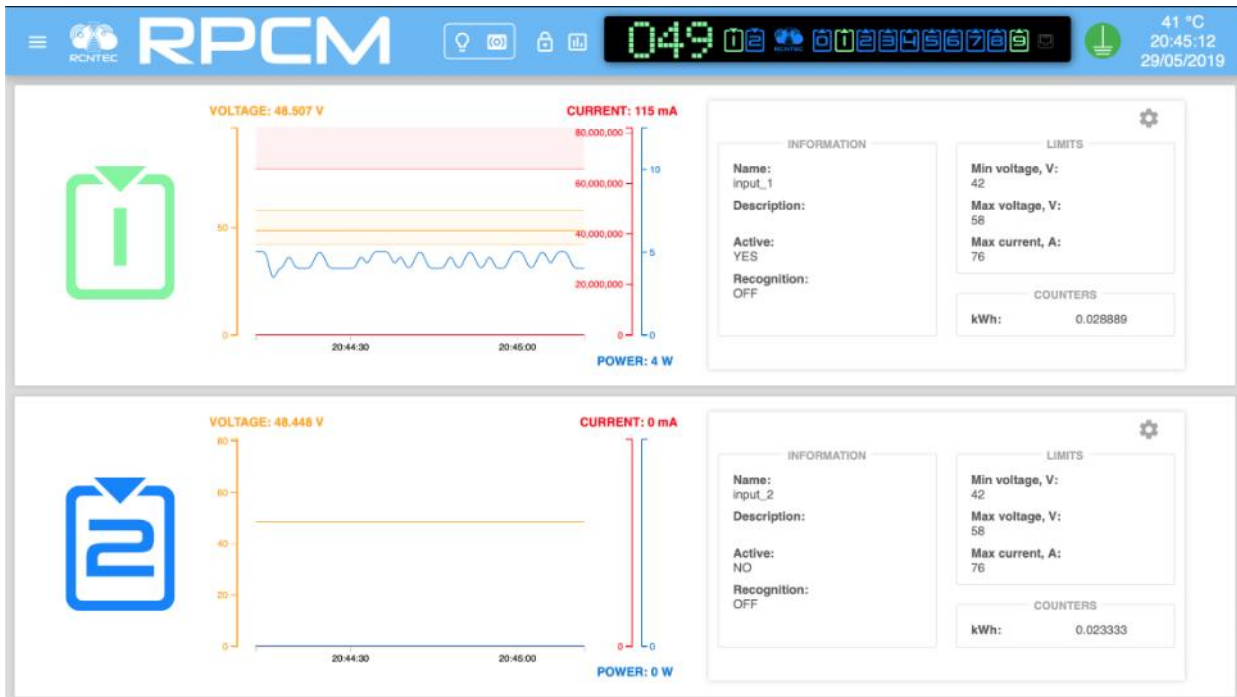 RCNTEC
RPCM
049 12 RCNTEC 0123456789
41 °C
20:45:12
29/05/2019
VOLTAGE: 48.507 V
CURRENT: 115 mA
1
50
0
80,000,000
60,000,000
40,000,000
20,000,000
0
10
5
0
20:44:30 20:45:00
POWER: 4 W
INFORMATION
Name:
input_1
Description:
Active:
YES
Recognition:
OFF
LIMITS
Min voltage, V:
42
Max voltage, V:
58
Max current, A:
76
COUNTERS
kWh: 0.028889
VOLTAGE: 48.448 V
CURRENT: 0 mA
2
80
60
40
20
0
0
0
20:44:30 20:45:00
POWER: 0 W
INFORMATION
Name:
input_2
Description:
Active:
NO
Recognition:
OFF
LIMITS
Min voltage, V:
42
Max voltage, V:
58
Max current, A:
76
COUNTERS
kWh: 0.023333